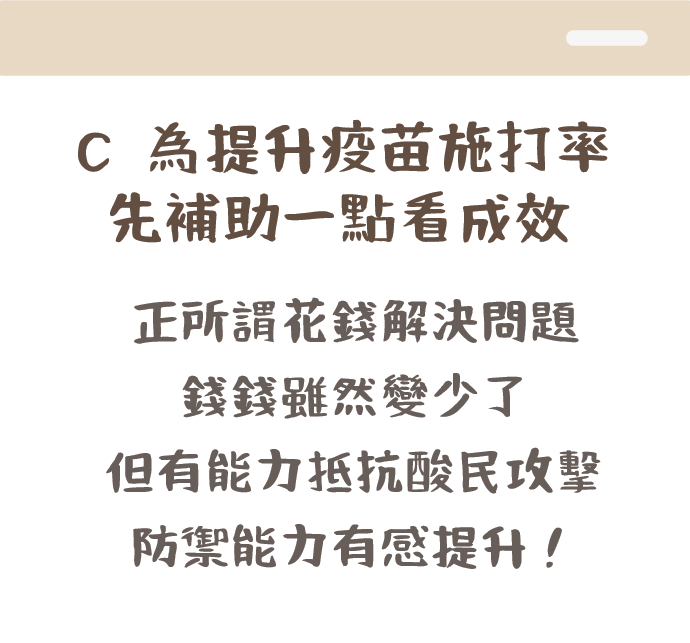 C 為提升疫苗施打率
先補助一點看成效
正所謂花錢解決問題
錢錢雖然變少了
但有能力抵抗酸民攻擊
防禦能力有感提升！